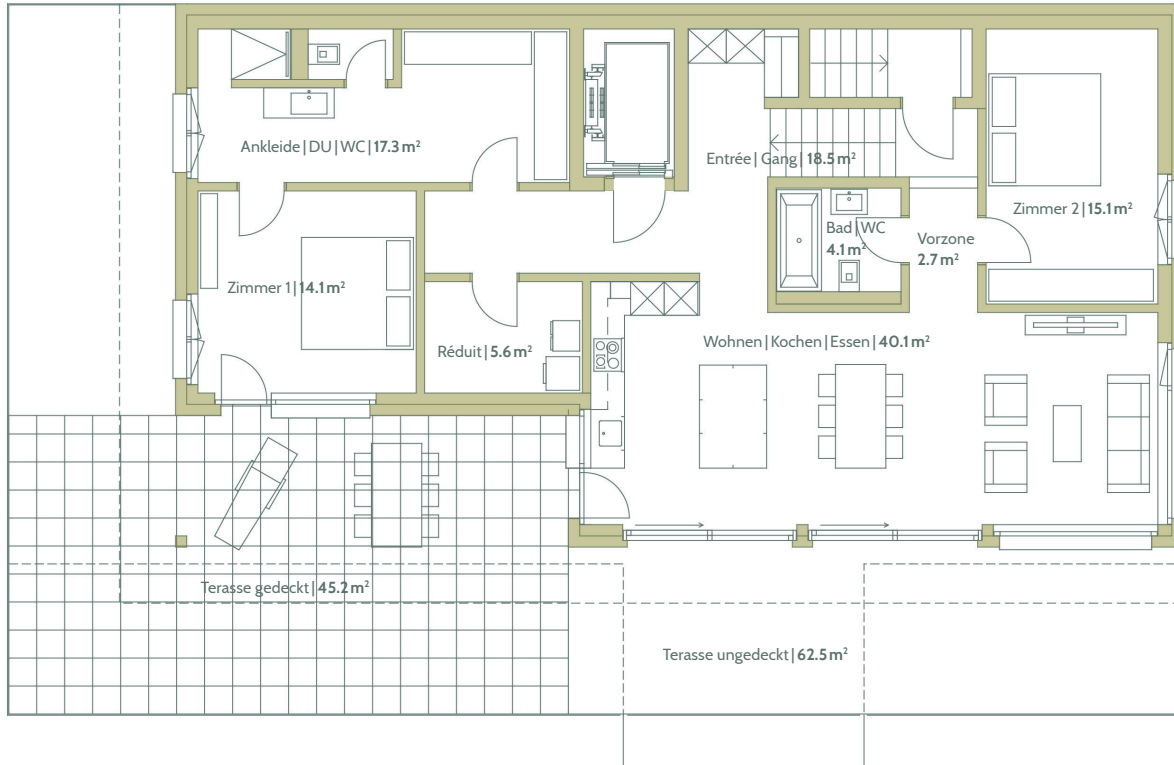 Ankleide | DU | WC | 17.3 m²
Entrée | Gang | 18.5 m²
Zimmer 2 | 15.1 m²
Bad | WC
4.1 m²
Vorzone
2.7 m²
Zimmer 1 | 14.1 m²
Réduit | 5.6 m²
Wohnen | Kochen | Essen | 40.1 m²
Terasse gedeckt | 45.2 m²
Terasse ungedeckt | 62.5 m²